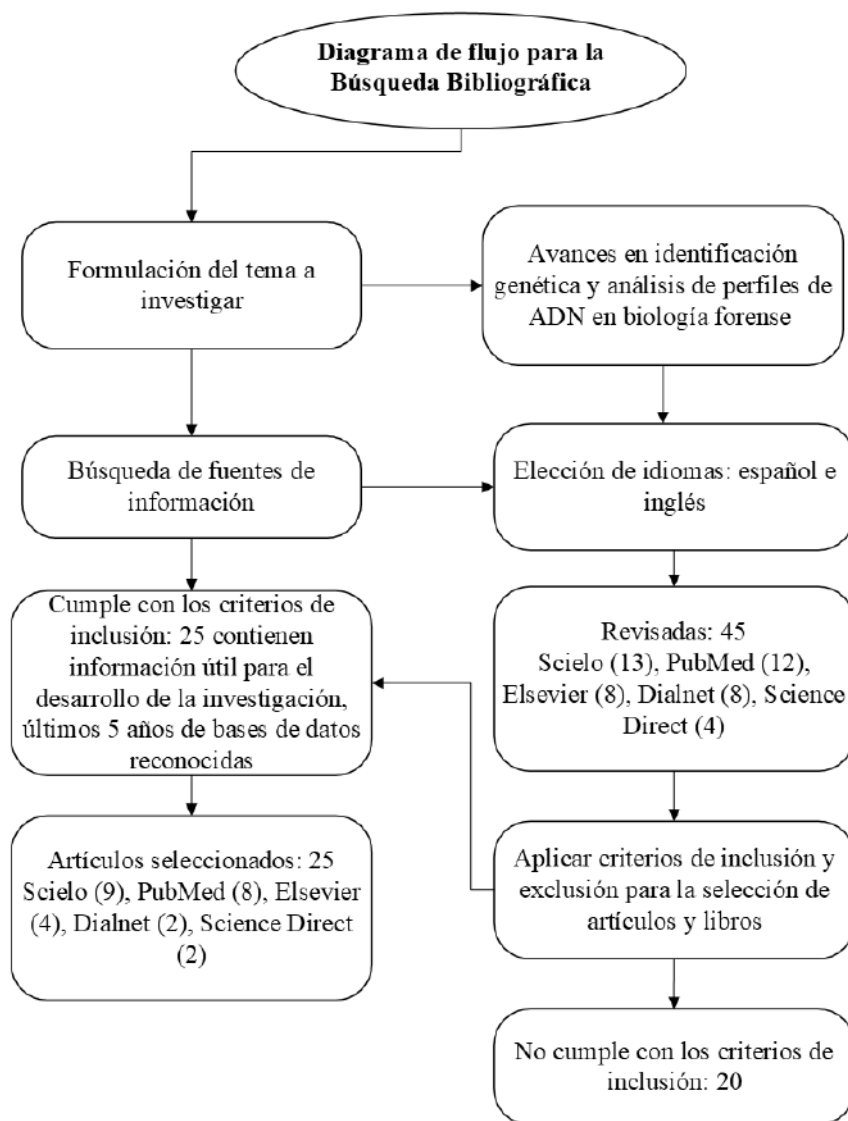 Diagrama de flujo para la
Búsqueda Bibliográfica
Formulación del tema a
investigar
Avances en identificación
genética y análisis de perfiles de
ADN en biología forense
Búsqueda de fuentes de
información
Elección de idiomas: español e
inglés
Cumple con los criterios de
inclusión: 25 contienen
información útil para el
desarrollo de la investigación,
últimos 5 años de bases de datos
reconocidas
Revisadas: 45
Scielo (13), PubMed (12),
Elsevier (8), Dialnet (8), Science
Direct (4)
Artículos seleccionados: 25
Scielo (9), PubMed (8), Elsevier
(4), Dialnet (2), Science Direct
(2)
Aplicar criterios de inclusión y
exclusión para la selección de
artículos y libros
No cumple con los criterios de
inclusión: 20